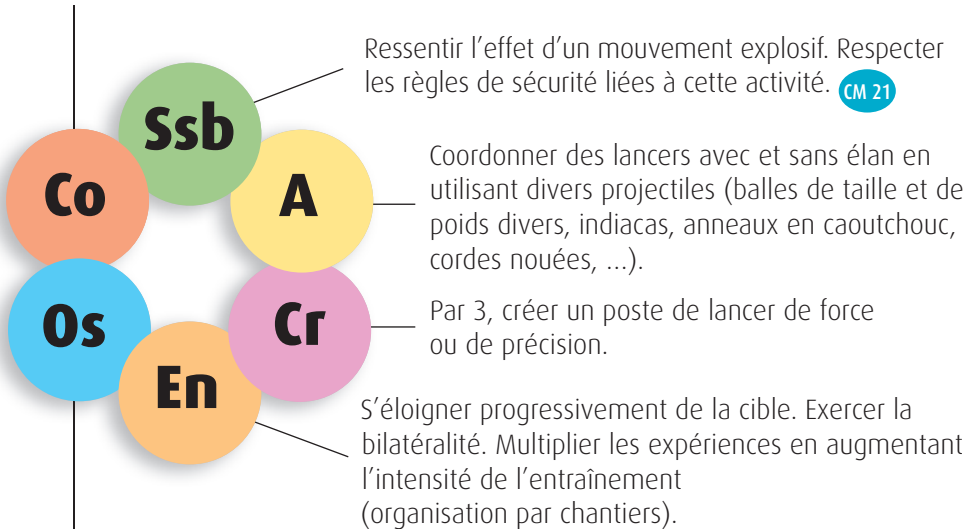 Ressentir l’effet d’un mouvement explosif. Respecter
les règles de sécurité liées à cette activité. CM 21
Ssb
Co
A
Coordonner des lancers avec et sans élan en
utilisant divers projectiles (balles de taille et de
poids divers, indiacas, anneaux en caoutchouc,
cordes nouées, ...).
Os
Cr
Par 3, créer un poste de lancer de force
ou de précision.
En
S’éloigner progressivement de la cible. Exercer la
bilatéralité. Multiplier les expériences en augmentant
l’intensité de l’entraînement
(organisation par chantiers).